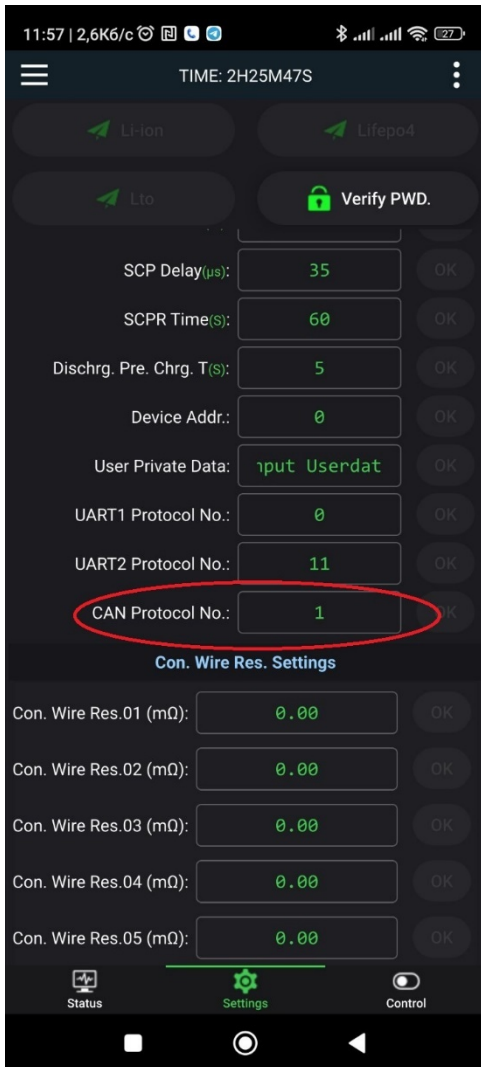 11:57 | 2,6Кб/с 27
TIME: 2H25M47S
Li-ion
Lifepo4
Lto
Verify PWD.
SCP Delay(µs): 35 OK
SCPR Time(S): 60 OK
Dischrg. Pre. Chrg. T(S): 5 OK
Device Addr.: 0 OK
User Private Data: nput Userdat OK
UART1 Protocol No.: 0 OK
UART2 Protocol No.: 11 OK
CAN Protocol No.: 1 OK
Con. Wire Res. Settings
Con. Wire Res.01 (mΩ): 0.00 OK
Con. Wire Res.02 (mΩ): 0.00 OK
Con. Wire Res.03 (mΩ): 0.00 OK
Con. Wire Res.04 (mΩ): 0.00 OK
Con. Wire Res.05 (mΩ): 0.00 OK
Status
Settings
Control